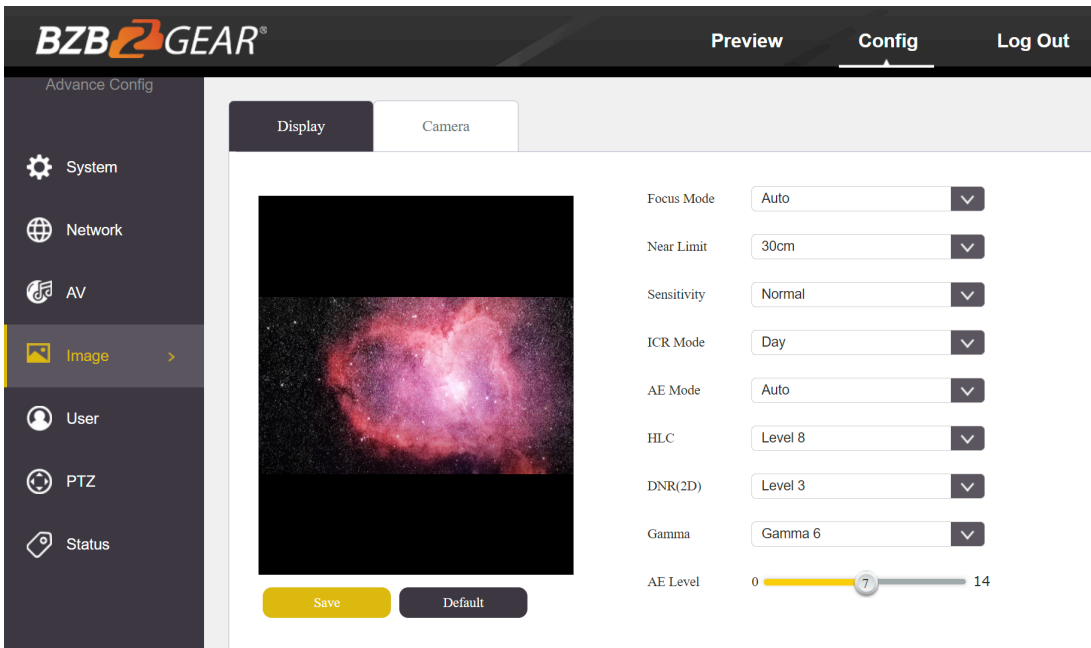 BZBGEAR®
Preview
Config
Log Out
Advance Config
System
Network
AV
Image >
User
PTZ
Status
Display
Camera
Focus Mode Auto
Near Limit 30cm
Sensitivity Normal
ICR Mode Day
AE Mode Auto
HLC Level 8
DNR(2D) Level 3
Gamma Gamma 6
AE Level 0 7 14
Save
Default